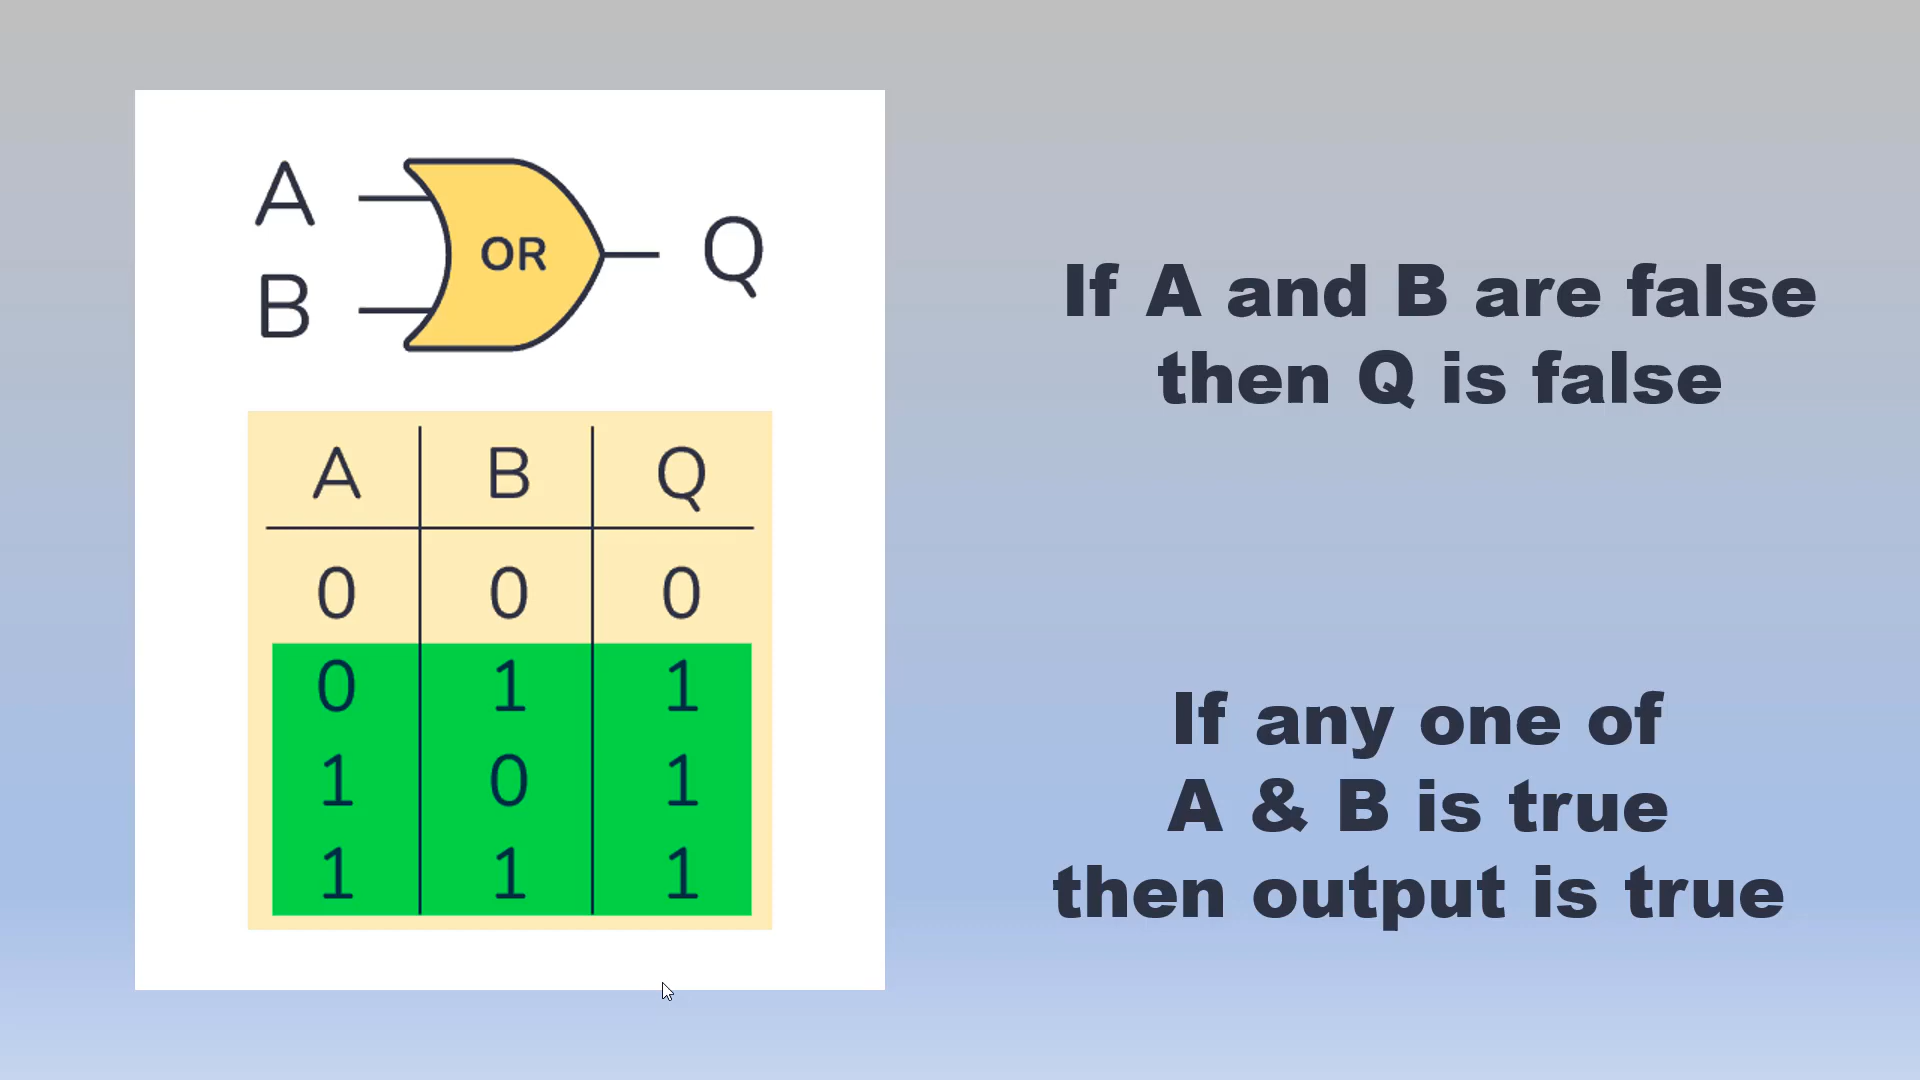 A
B
OR
Q
A B Q
0 0 0
0 1 1
1 0 1
1 1 1
If A and B are false
then Q is false
If any one of
A & B is true
then output is true